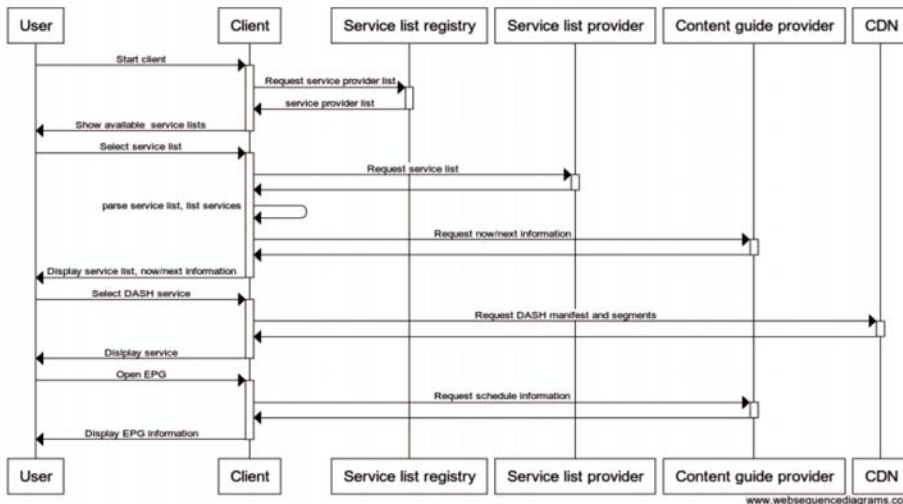 User Client Service list registry Service list provider Content guide provider CDN
Start client
Request service provider list
service provider list
Show available service lists
Select service list
Request service list
parse service list, list services
Request now/next information
Display service list, now/next information
Select DASH service
Request DASH manifest and segments
Dislplay service
Open EPG
Request schedule information
Display EPG information
User Client Service list registry Service list provider Content guide provider CDN
www.websequencediagrams.co